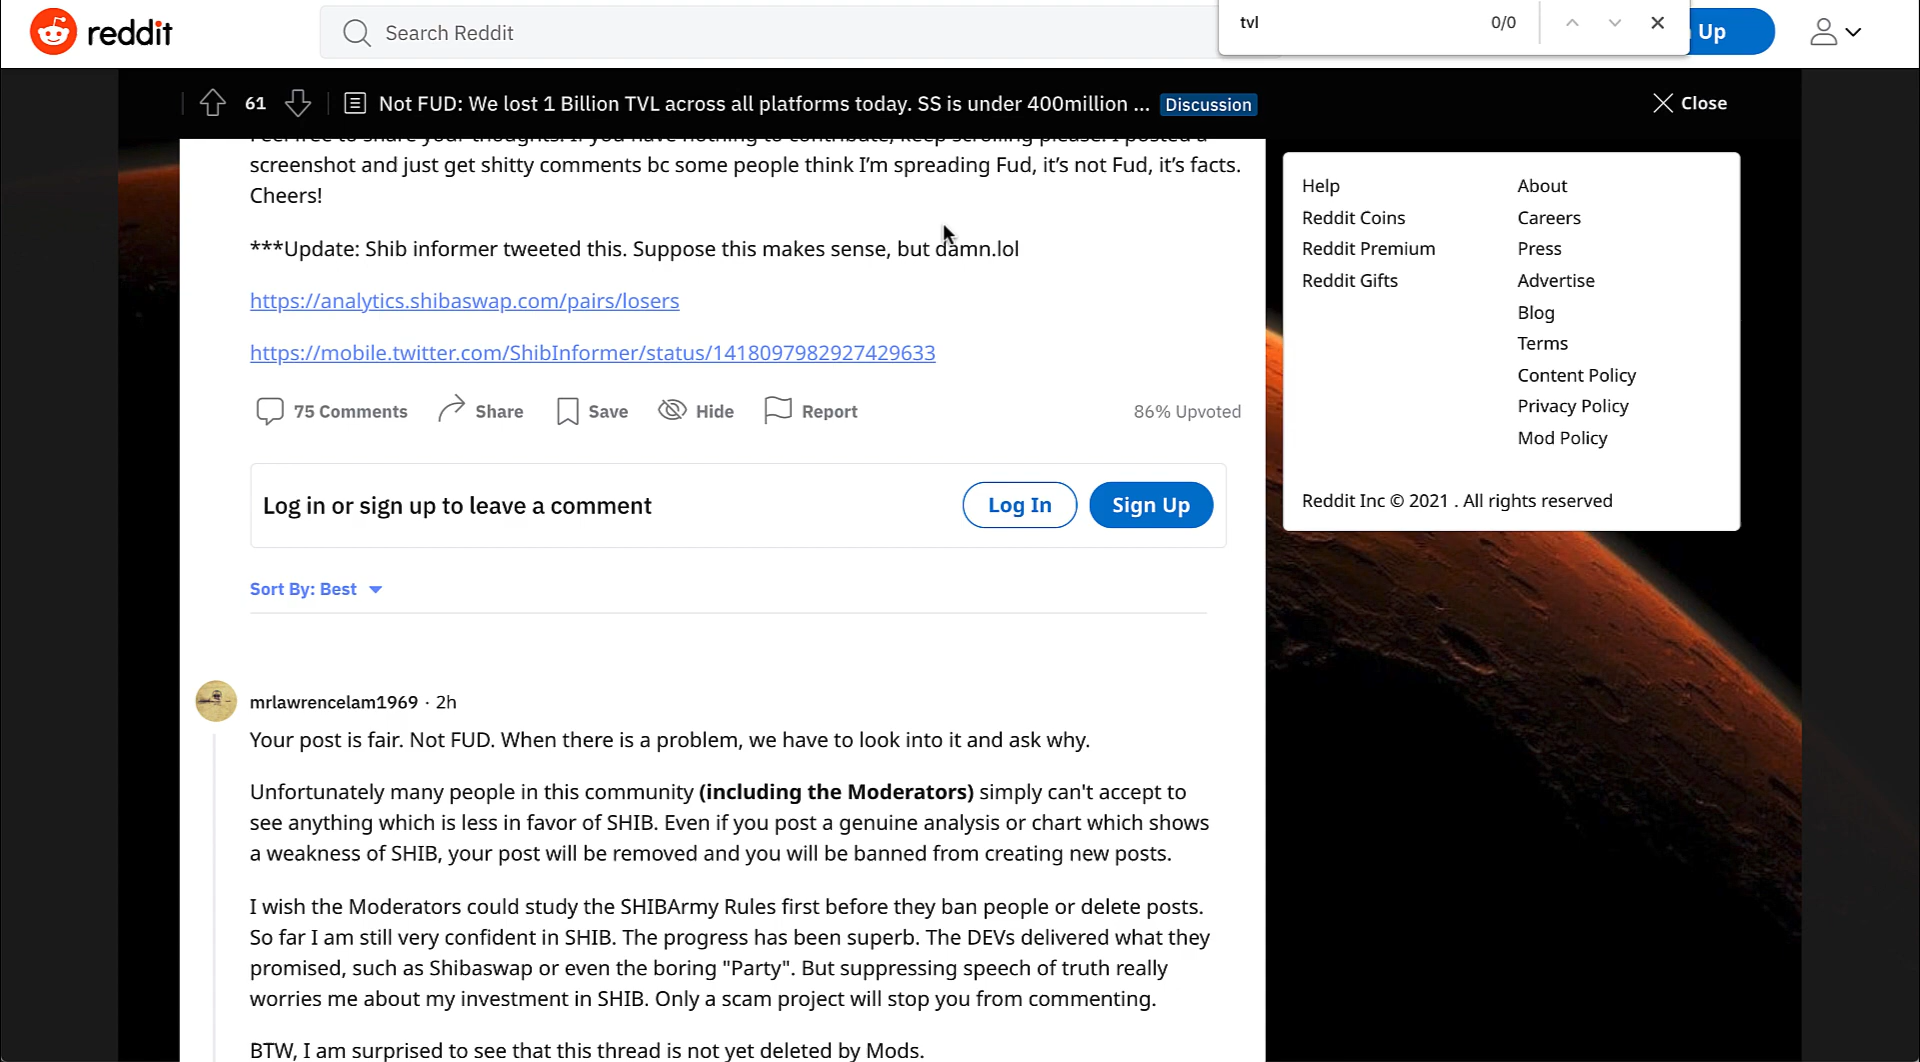 reddit
Search Reddit
tvl
0/0
Up
61
Not FUD: We lost 1 Billion TVL across all platforms today. SS is under 400million ...
Discussion
Close
screenshot and just get shitty comments bc some people think I’m spreading Fud, it’s not Fud, it’s facts.
Cheers!
***Update: Shib informer tweeted this. Suppose this makes sense, but damn.lol
https://analytics.shibaswap.com/pairs/losers
https://mobile.twitter.com/ShibInformer/status/1418097982927429633
75 Comments
Share
Save
Hide
Report
86% Upvoted
Log in or sign up to leave a comment
Log In
Sign Up
Sort By: Best
mrlawrencelam1969 · 2h
Your post is fair. Not FUD. When there is a problem, we have to look into it and ask why.
Unfortunately many people in this community (including the Moderators) simply can't accept to
see anything which is less in favor of SHIB. Even if you post a genuine analysis or chart which shows
a weakness of SHIB, your post will be removed and you will be banned from creating new posts.
I wish the Moderators could study the SHIBArmy Rules first before they ban people or delete posts.
So far I am still very confident in SHIB. The progress has been superb. The DEVs delivered what they
promised, such as Shibaswap or even the boring "Party". But suppressing speech of truth really
worries me about my investment in SHIB. Only a scam project will stop you from commenting.
BTW, I am surprised to see that this thread is not yet deleted by Mods.
Help
Reddit Coins
Reddit Premium
Reddit Gifts
About
Careers
Press
Advertise
Blog
Terms
Content Policy
Privacy Policy
Mod Policy
Reddit Inc © 2021 . All rights reserved